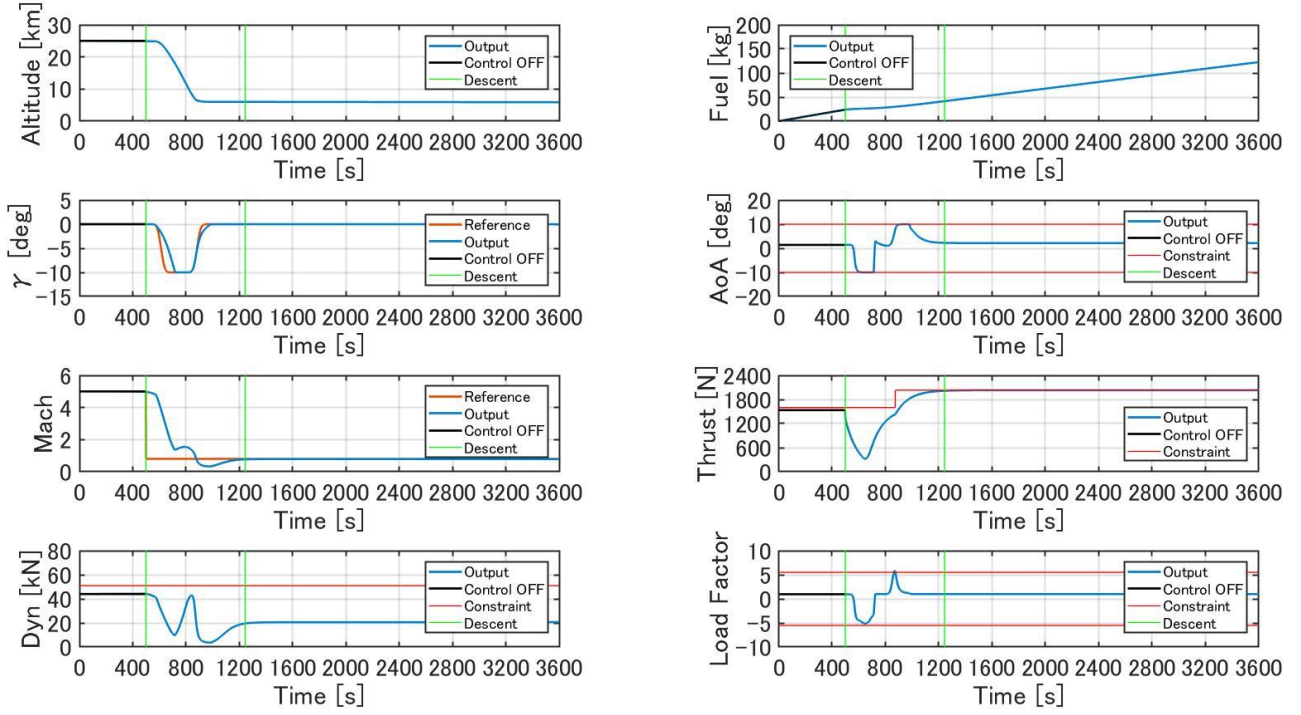 Altitude [km]
30
20
10
0
Output
Control OFF
Descent
0 400 800 1200 1600 2000 2400 2800 3200 3600
Time [s]
Fuel [kg]
200
150
100
50
0
Output
Control OFF
Descent
0 400 800 1200 1600 2000 2400 2800 3200 3600
Time [s]
γ [deg]
5
0
-5
-10
-15
Reference
Output
Control OFF
Descent
0 400 800 1200 1600 2000 2400 2800 3200 3600
Time [s]
AoA [deg]
20
10
0
-10
-20
Output
Control OFF
Constraint
Descent
0 400 800 1200 1600 2000 2400 2800 3200 3600
Time [s]
Mach
6
4
2
0
Reference
Output
Control OFF
Descent
0 400 800 1200 1600 2000 2400 2800 3200 3600
Time [s]
Thrust [N]
2400
1800
1200
600
0
Output
Control OFF
Descent
Constraint
0 400 800 1200 1600 2000 2400 2800 3200 3600
Time [s]
Dyn [kN]
80
60
40
20
0
Output
Control OFF
Constraint
Descent
0 400 800 1200 1600 2000 2400 2800 3200 3600
Time [s]
Load Factor
10
5
0
-5
-10
Output
Control OFF
Constraint
Descent
0 400 800 1200 1600 2000 2400 2800 3200 3600
Time [s]